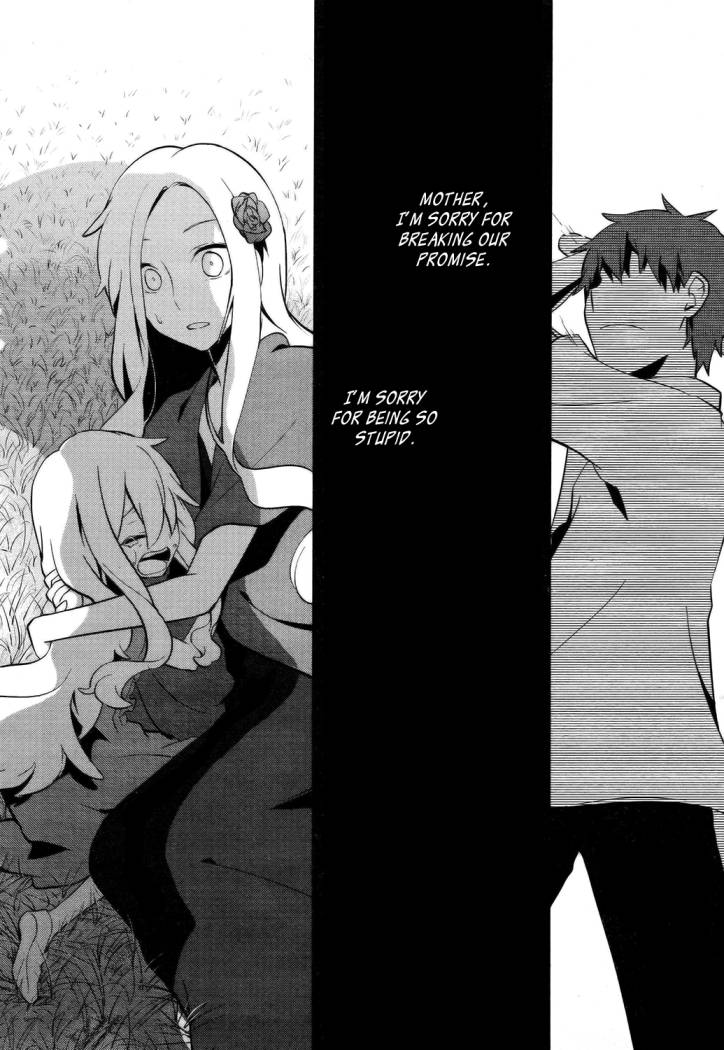 MOTHER,
I'M SORRY FOR
BREAKING OUR
PROMISE.
I'M SORRY
FOR BEING SO
STUPID.